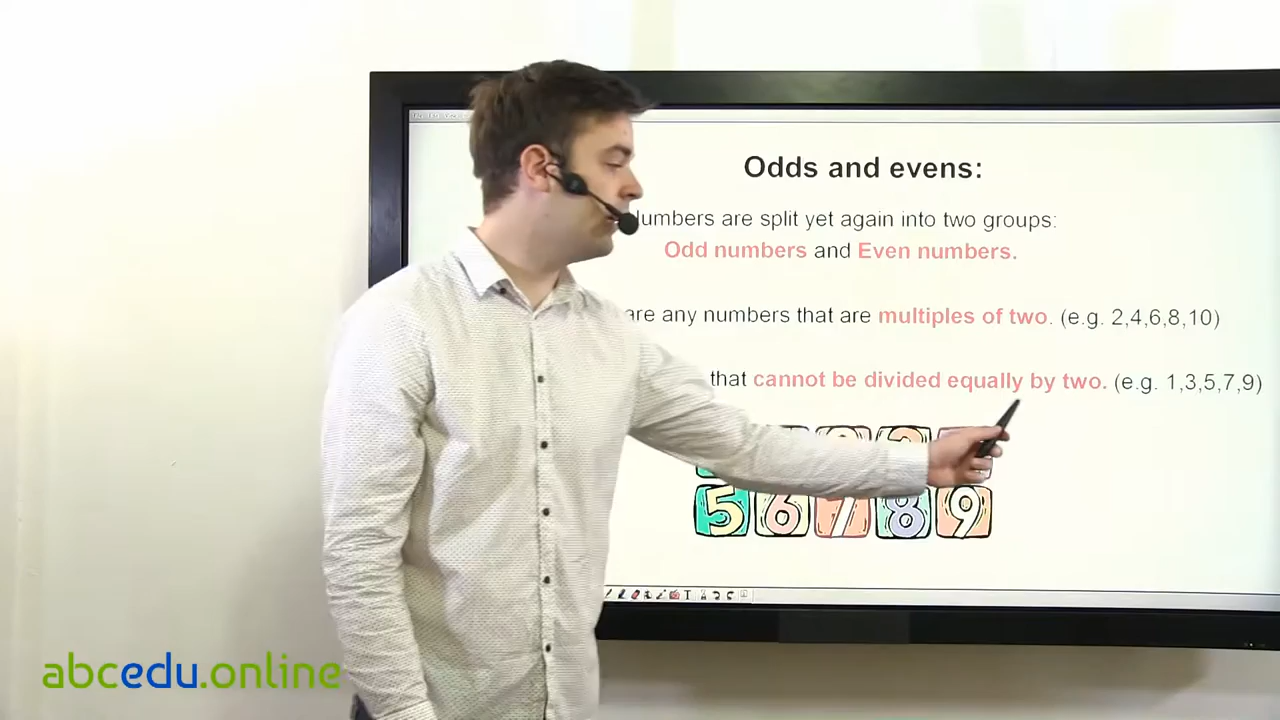 Odds and evens:
umbers are split yet again into two groups:
Odd numbers and Even numbers.
are any numbers that are multiples of two. (e.g. 2,4,6,8,10)
that cannot be divided equally by two. (e.g. 1,3,5,7,9)
5 6 7 8 9
abcedu.online